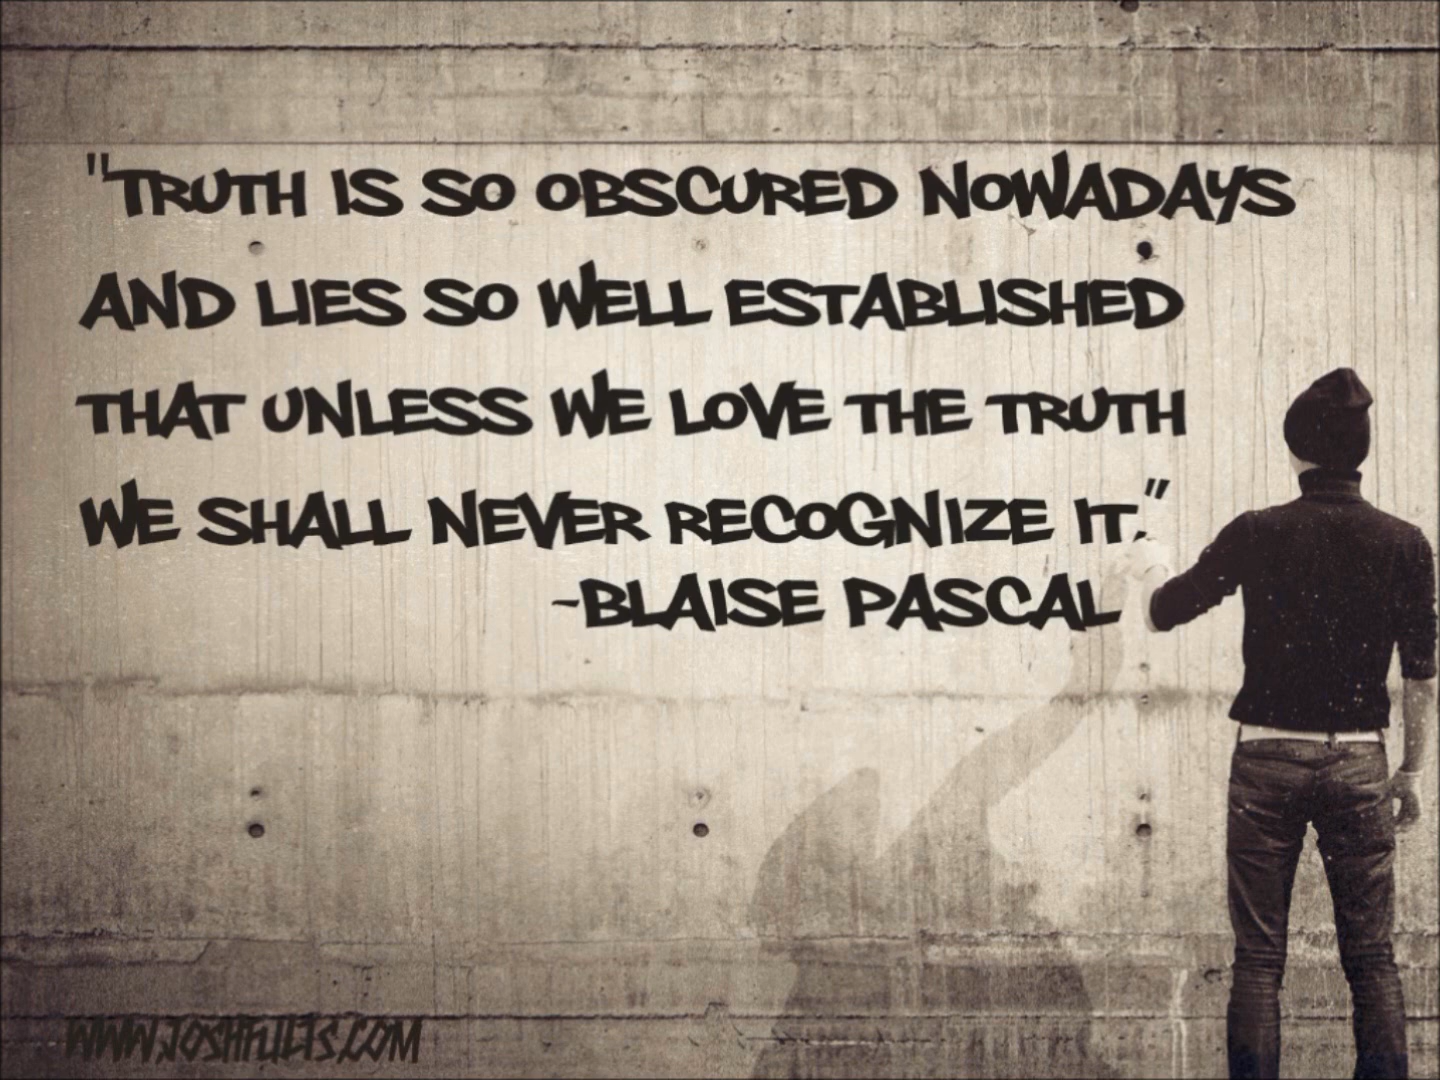 "TRUTH IS SO OBSCURED NOWADAYS
AND LIES SO WELL ESTABLISHED
THAT UNLESS WE LOVE THE TRUTH
WE SHALL NEVER RECOGNIZE IT."
-BLAISE PASCAL
WWW.JOSHFULTS.COM